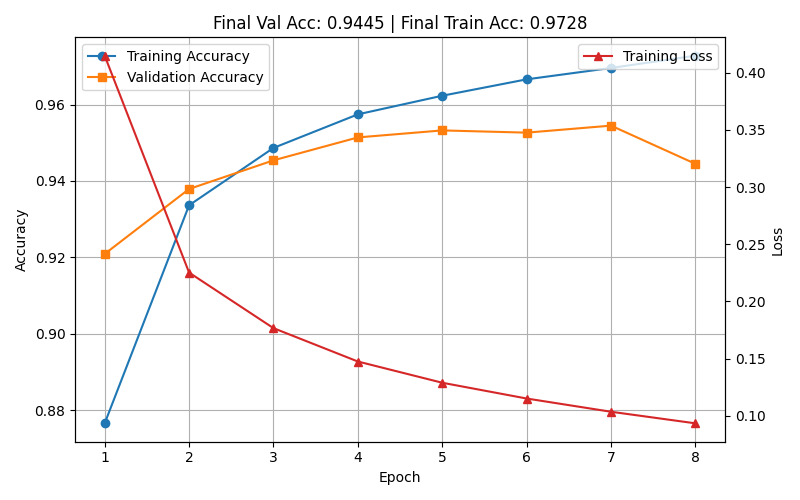 Final Val Acc: 0.9445 | Final Train Acc: 0.9728
Training Accuracy
Validation Accuracy
Training Loss
0.96
0.94
0.92
0.90
0.88
Accuracy
0.40
0.35
0.30
0.25
0.20
0.15
0.10
Loss
1 2 3 4 5 6 7 8
Epoch